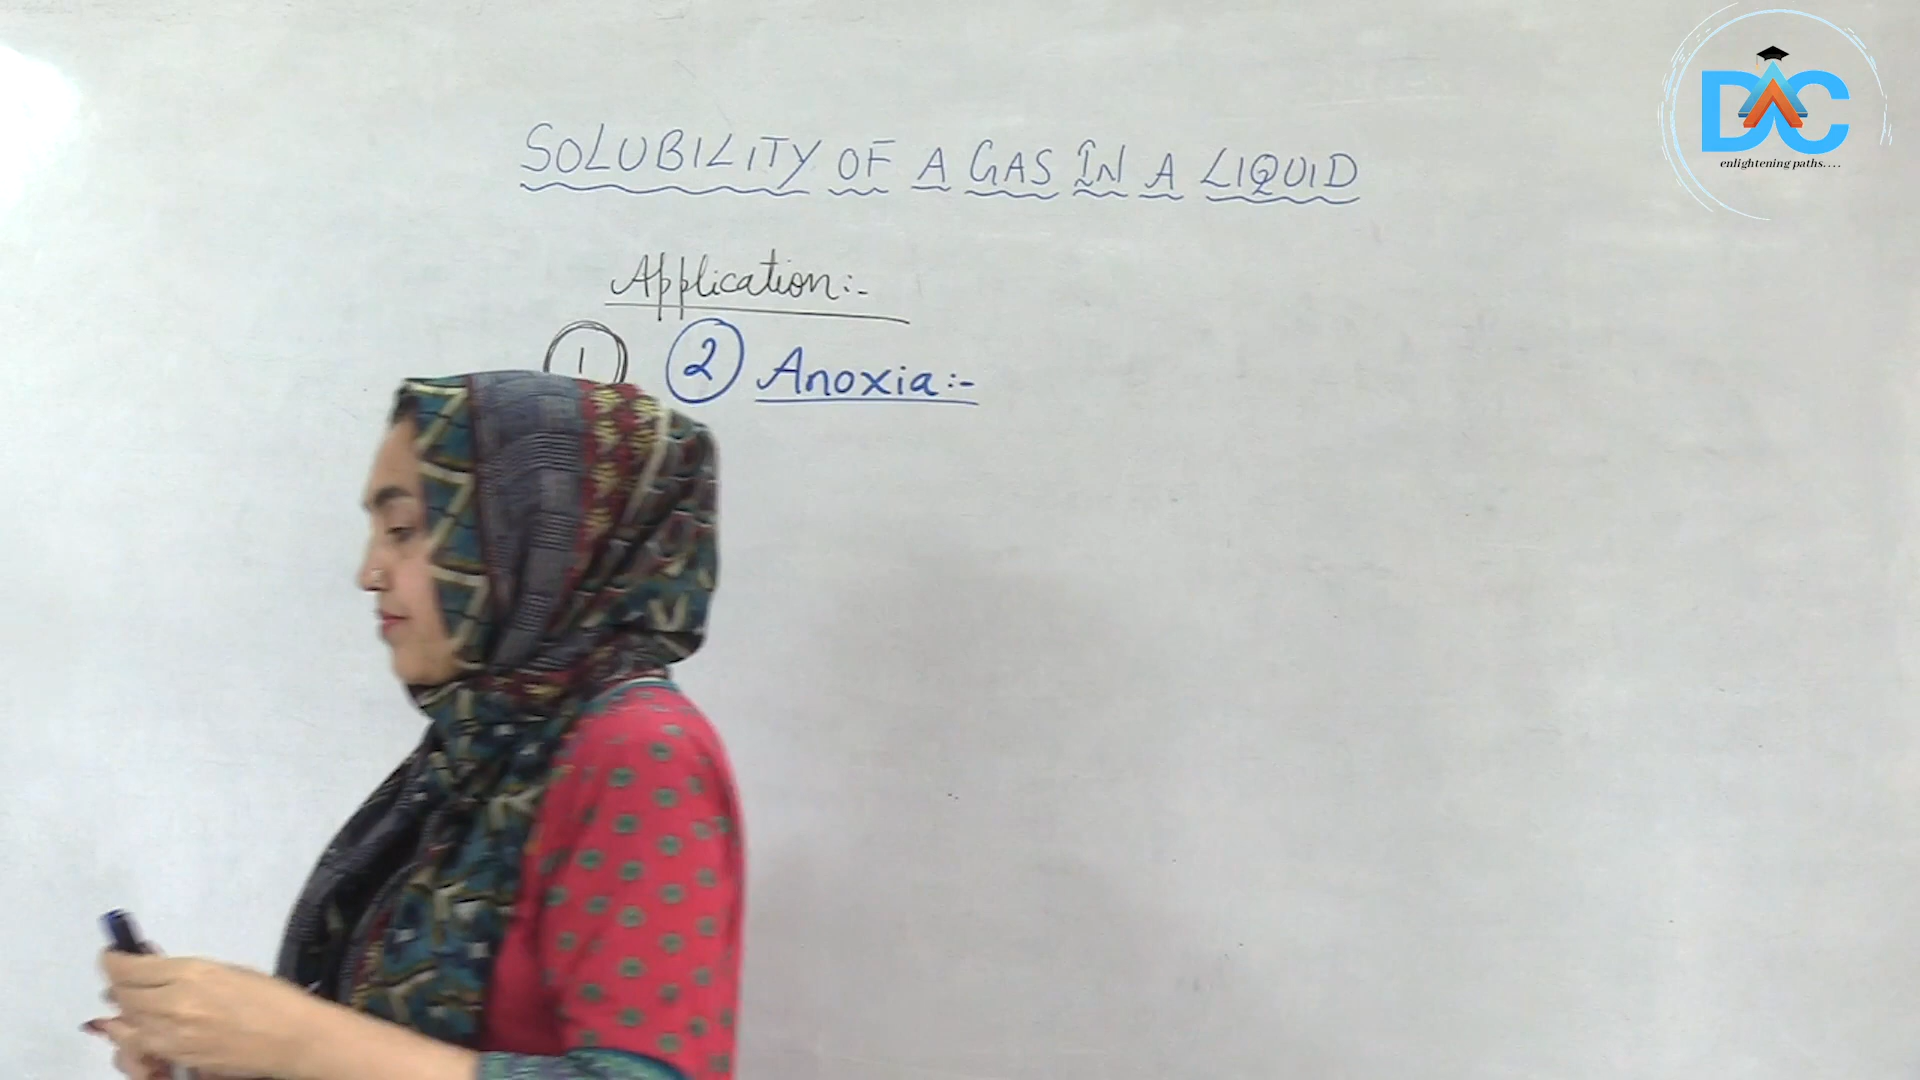 DAC
enlightening paths....
SOLUBILITY OF A GAS IN A LIQUID
Application:-
1 2 Anoxia:-